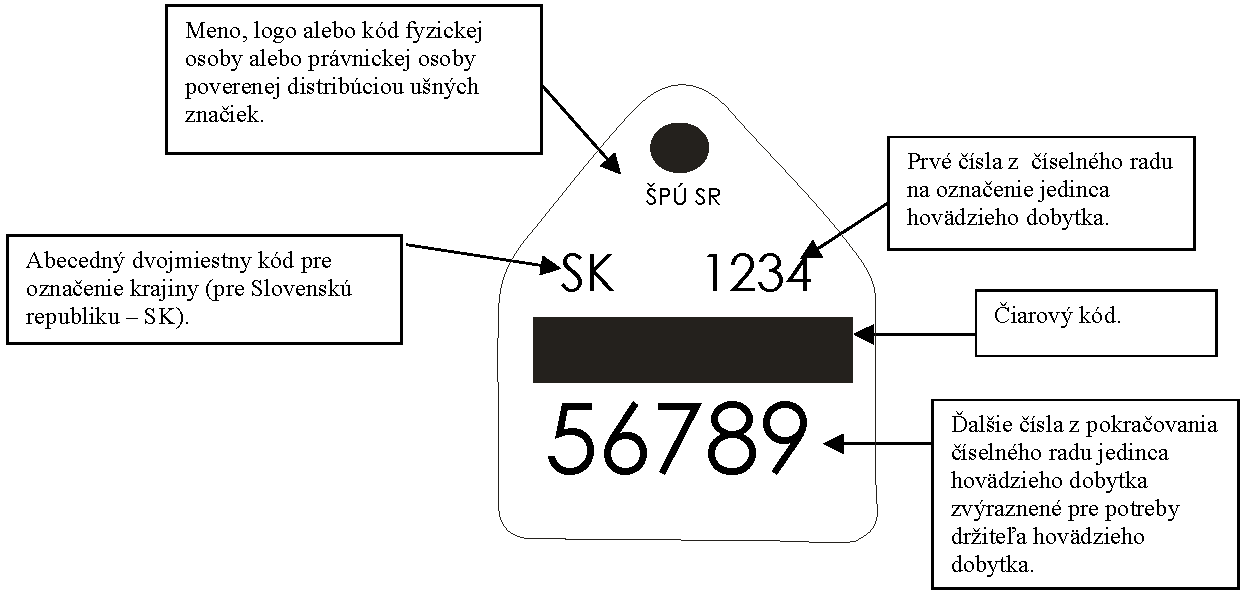 Meno, logo alebo kód fyzickej
osoby alebo právnickej osoby
poverenej distribúciou ušných
značiek.
ŠPÚ SR
Prvé čísla z číselného radu
na označenie jedinca
hovädzieho dobytka.
Abecedný dvojmiestny kód pre
označenie krajiny (pre Slovenskú
republiku – SK).
SK 1234
Čiarový kód.
56789
Ďalšie čísla z pokračovania
číselného radu jedinca
hovädzieho dobytka
zvýraznené pre potreby
držiteľa hovädzieho
dobytka.